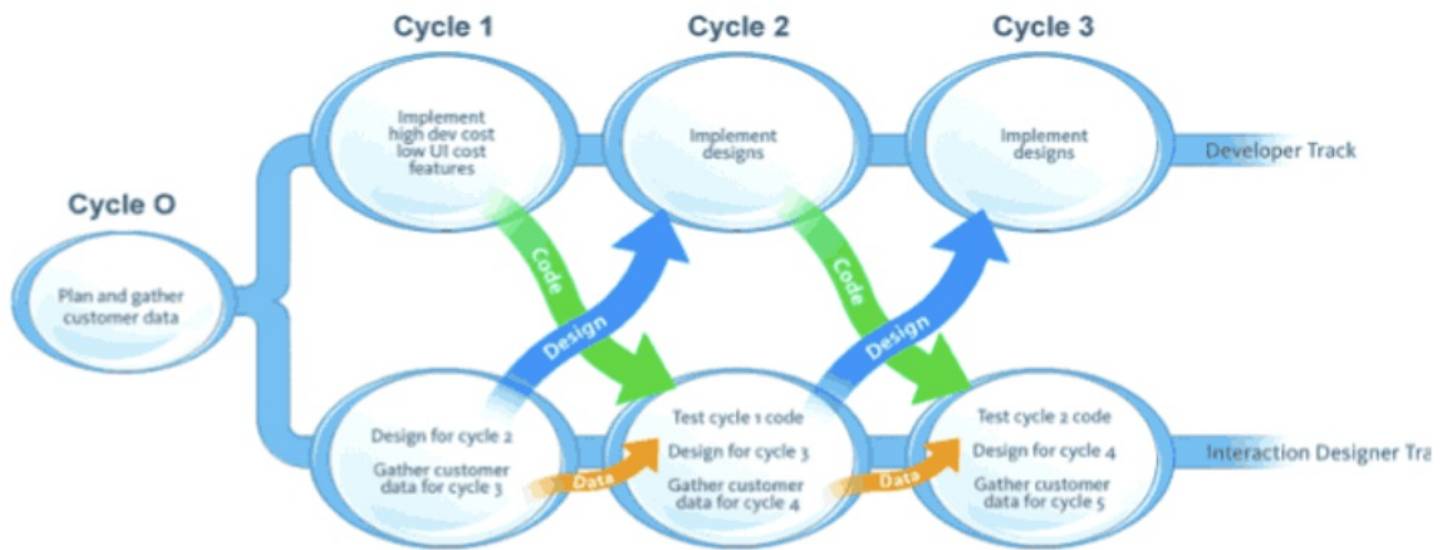 Cycle 1
Cycle 2
Cycle 3
Implement
high dev cost
low UI cost
features
Implement
designs
Implement
designs
Developer Track
Cycle O
Plan and gather
customer data
Code
Design
Code
Design
Design for cycle 2
Gather customer
data for cycle 3
Data
Test cycle 1 code
Design for cycle 3
Gather customer
data for cycle 4
Data
Test cycle 2 code
Design for cycle 4
Gather customer
data for cycle 5
Interaction Designer Tra